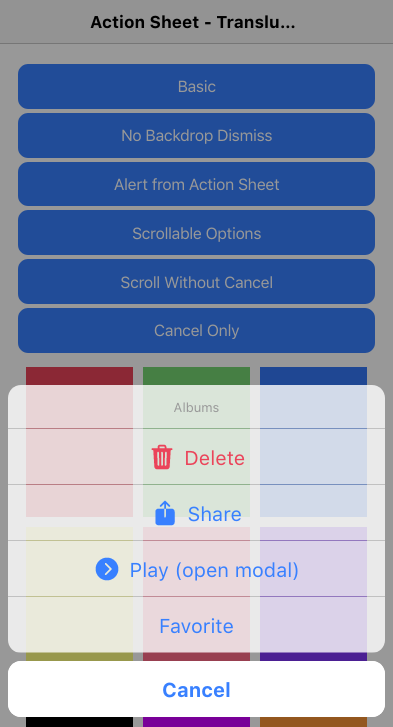 Action Sheet - Translu...
Basic
No Backdrop Dismiss
Alert from Action Sheet
Scrollable Options
Scroll Without Cancel
Cancel Only
Albums
Delete
Share
Play (open modal)
Favorite
Cancel